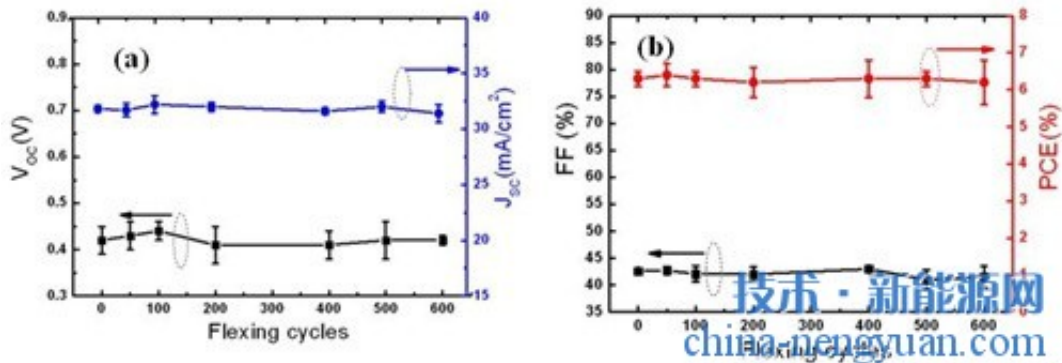 (a)
V_OC(V)
0.9
0.8
0.7
0.6
0.5
0.4
0.3
J_SC(mA/cm²)
40
35
30
25
20
15
0 100 200 300 400 500 600
Flexing cycles
(b)
FF (%)
90
85
80
75
70
65
60
55
50
45
40
35
PCE(%)
8
7
6
5
4
3
2
0 100 200 300 400 500 600
Flexing cycles
技术·新能源网
china-nengyuan.com